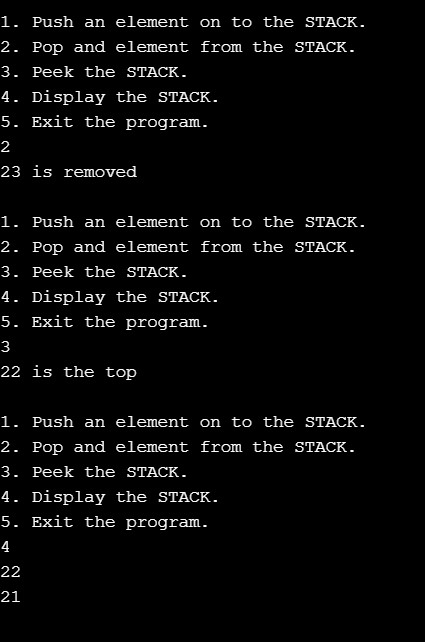 1. Push an element on to the STACK.
2. Pop and element from the STACK.
3. Peek the STACK.
4. Display the STACK.
5. Exit the program.
2
23 is removed
1. Push an element on to the STACK.
2. Pop and element from the STACK.
3. Peek the STACK.
4. Display the STACK.
5. Exit the program.
3
22 is the top
1. Push an element on to the STACK.
2. Pop and element from the STACK.
3. Peek the STACK.
4. Display the STACK.
5. Exit the program.
4
22
21